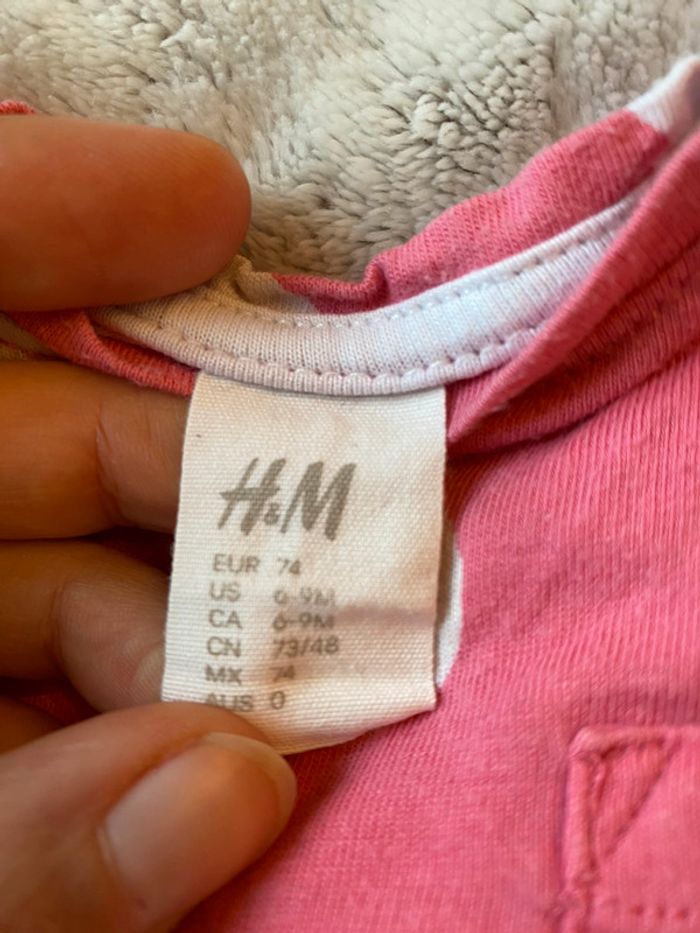 H&M
EUR 74
US 6-9M
CA 6-9M
CN 73/48
MX 74
AUS 0